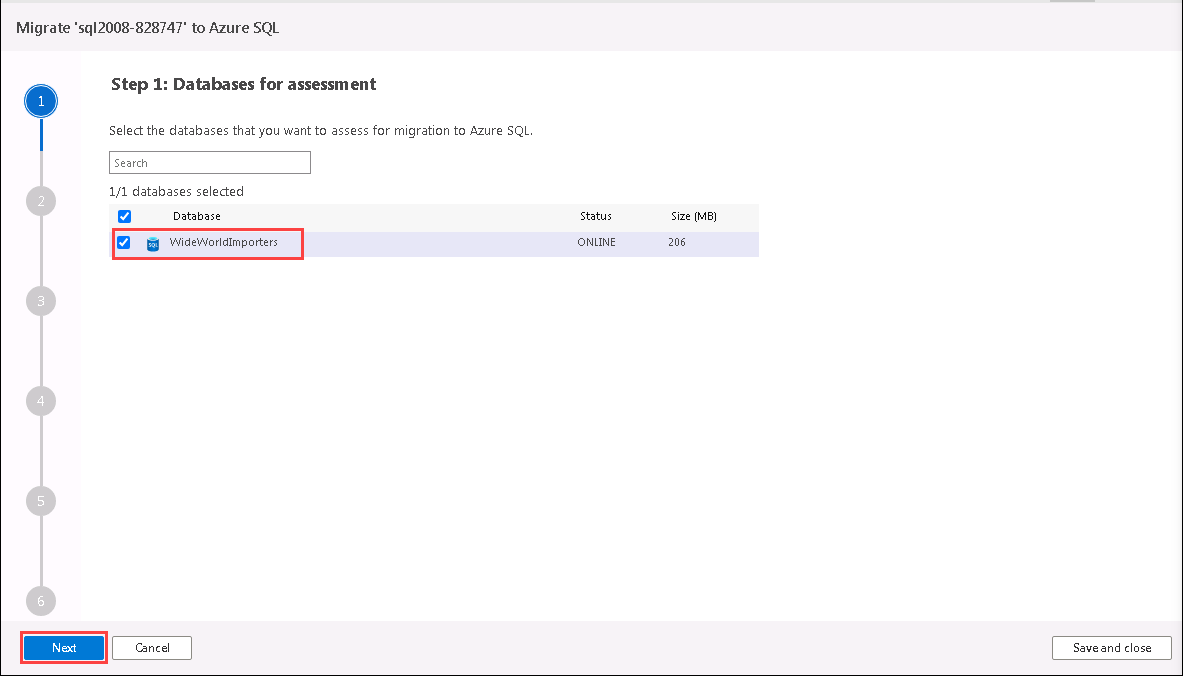 Migrate 'sql2008-828747' to Azure SQL
1
2
3
4
5
6
Step 1: Databases for assessment
Select the databases that you want to assess for migration to Azure SQL.
Search
1/1 databases selected
Database Status Size (MB)
SQL WideWorldImporters ONLINE 206
Next Cancel Save and close